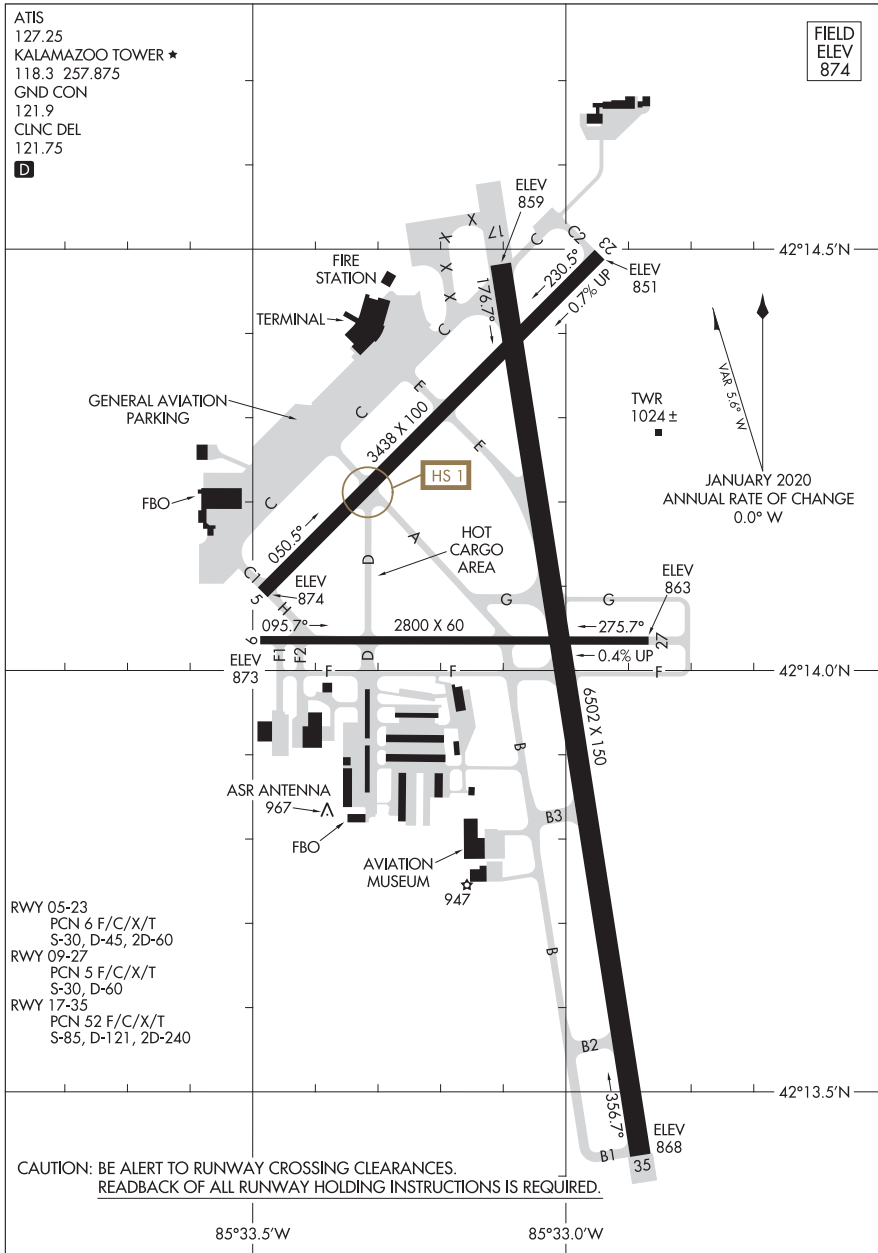 ATIS
127.25
KALAMAZOO TOWER ★
118.3 257.875
GND CON
121.9
CLNC DEL
121.75
D
FIELD
ELEV
874
ELEV
859
X
X
X
X
17
C
C2
23
42°14.5'N
FIRE
STATION
176.7°
230.5°
0.7% UP
ELEV
851
TERMINAL
C
VAR 5.6° W
GENERAL AVIATION
PARKING
E
C
3438 X 100
E
TWR
1024 ±
HS 1
JANUARY 2020
ANNUAL RATE OF CHANGE
0.0° W
FBO
C
050.5°
A
D
HOT
CARGO
AREA
C1
5
H
ELEV
874
G
G
ELEV
863
095.7°
2800 X 60
275.7°
9
27
F1
F2
D
0.4% UP
ELEV
873
F
F
F
42°14.0'N
6502 X 150
B
ASR ANTENNA
967
B3
FBO
AVIATION
MUSEUM
947
B
RWY 05-23
PCN 6 F/C/X/T
S-30, D-45, 2D-60
RWY 09-27
PCN 5 F/C/X/T
S-30, D-60
RWY 17-35
PCN 52 F/C/X/T
S-85, D-121, 2D-240
B2
42°13.5'N
356.7°
ELEV
868
B1
35
CAUTION: BE ALERT TO RUNWAY CROSSING CLEARANCES.
READBACK OF ALL RUNWAY HOLDING INSTRUCTIONS IS REQUIRED.
85°33.5'W
85°33.0'W